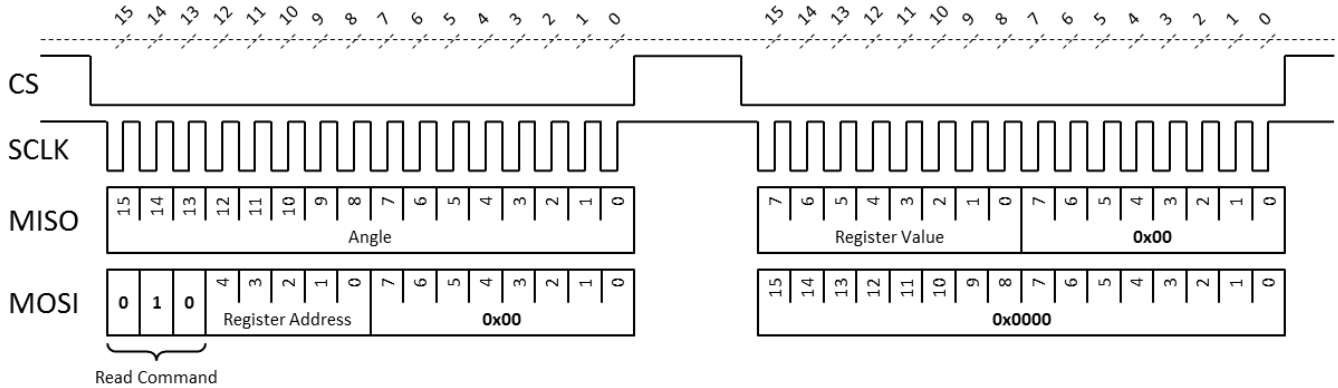 15 14 13 12 11 10 9 8 7 6 5 4 3 2 1 0 15 14 13 12 11 10 9 8 7 6 5 4 3 2 1 0
CS
SCLK
MISO 15 14 13 12 11 10 9 8 7 6 5 4 3 2 1 0 7 6 5 4 3 2 1 0 7 6 5 4 3 2 1 0
Angle Register Value 0x00
MOSI 0 1 0 4 3 2 1 0 7 6 5 4 3 2 1 0 15 14 13 12 11 10 9 8 7 6 5 4 3 2 1 0
Register Address 0x00 0x0000
Read Command